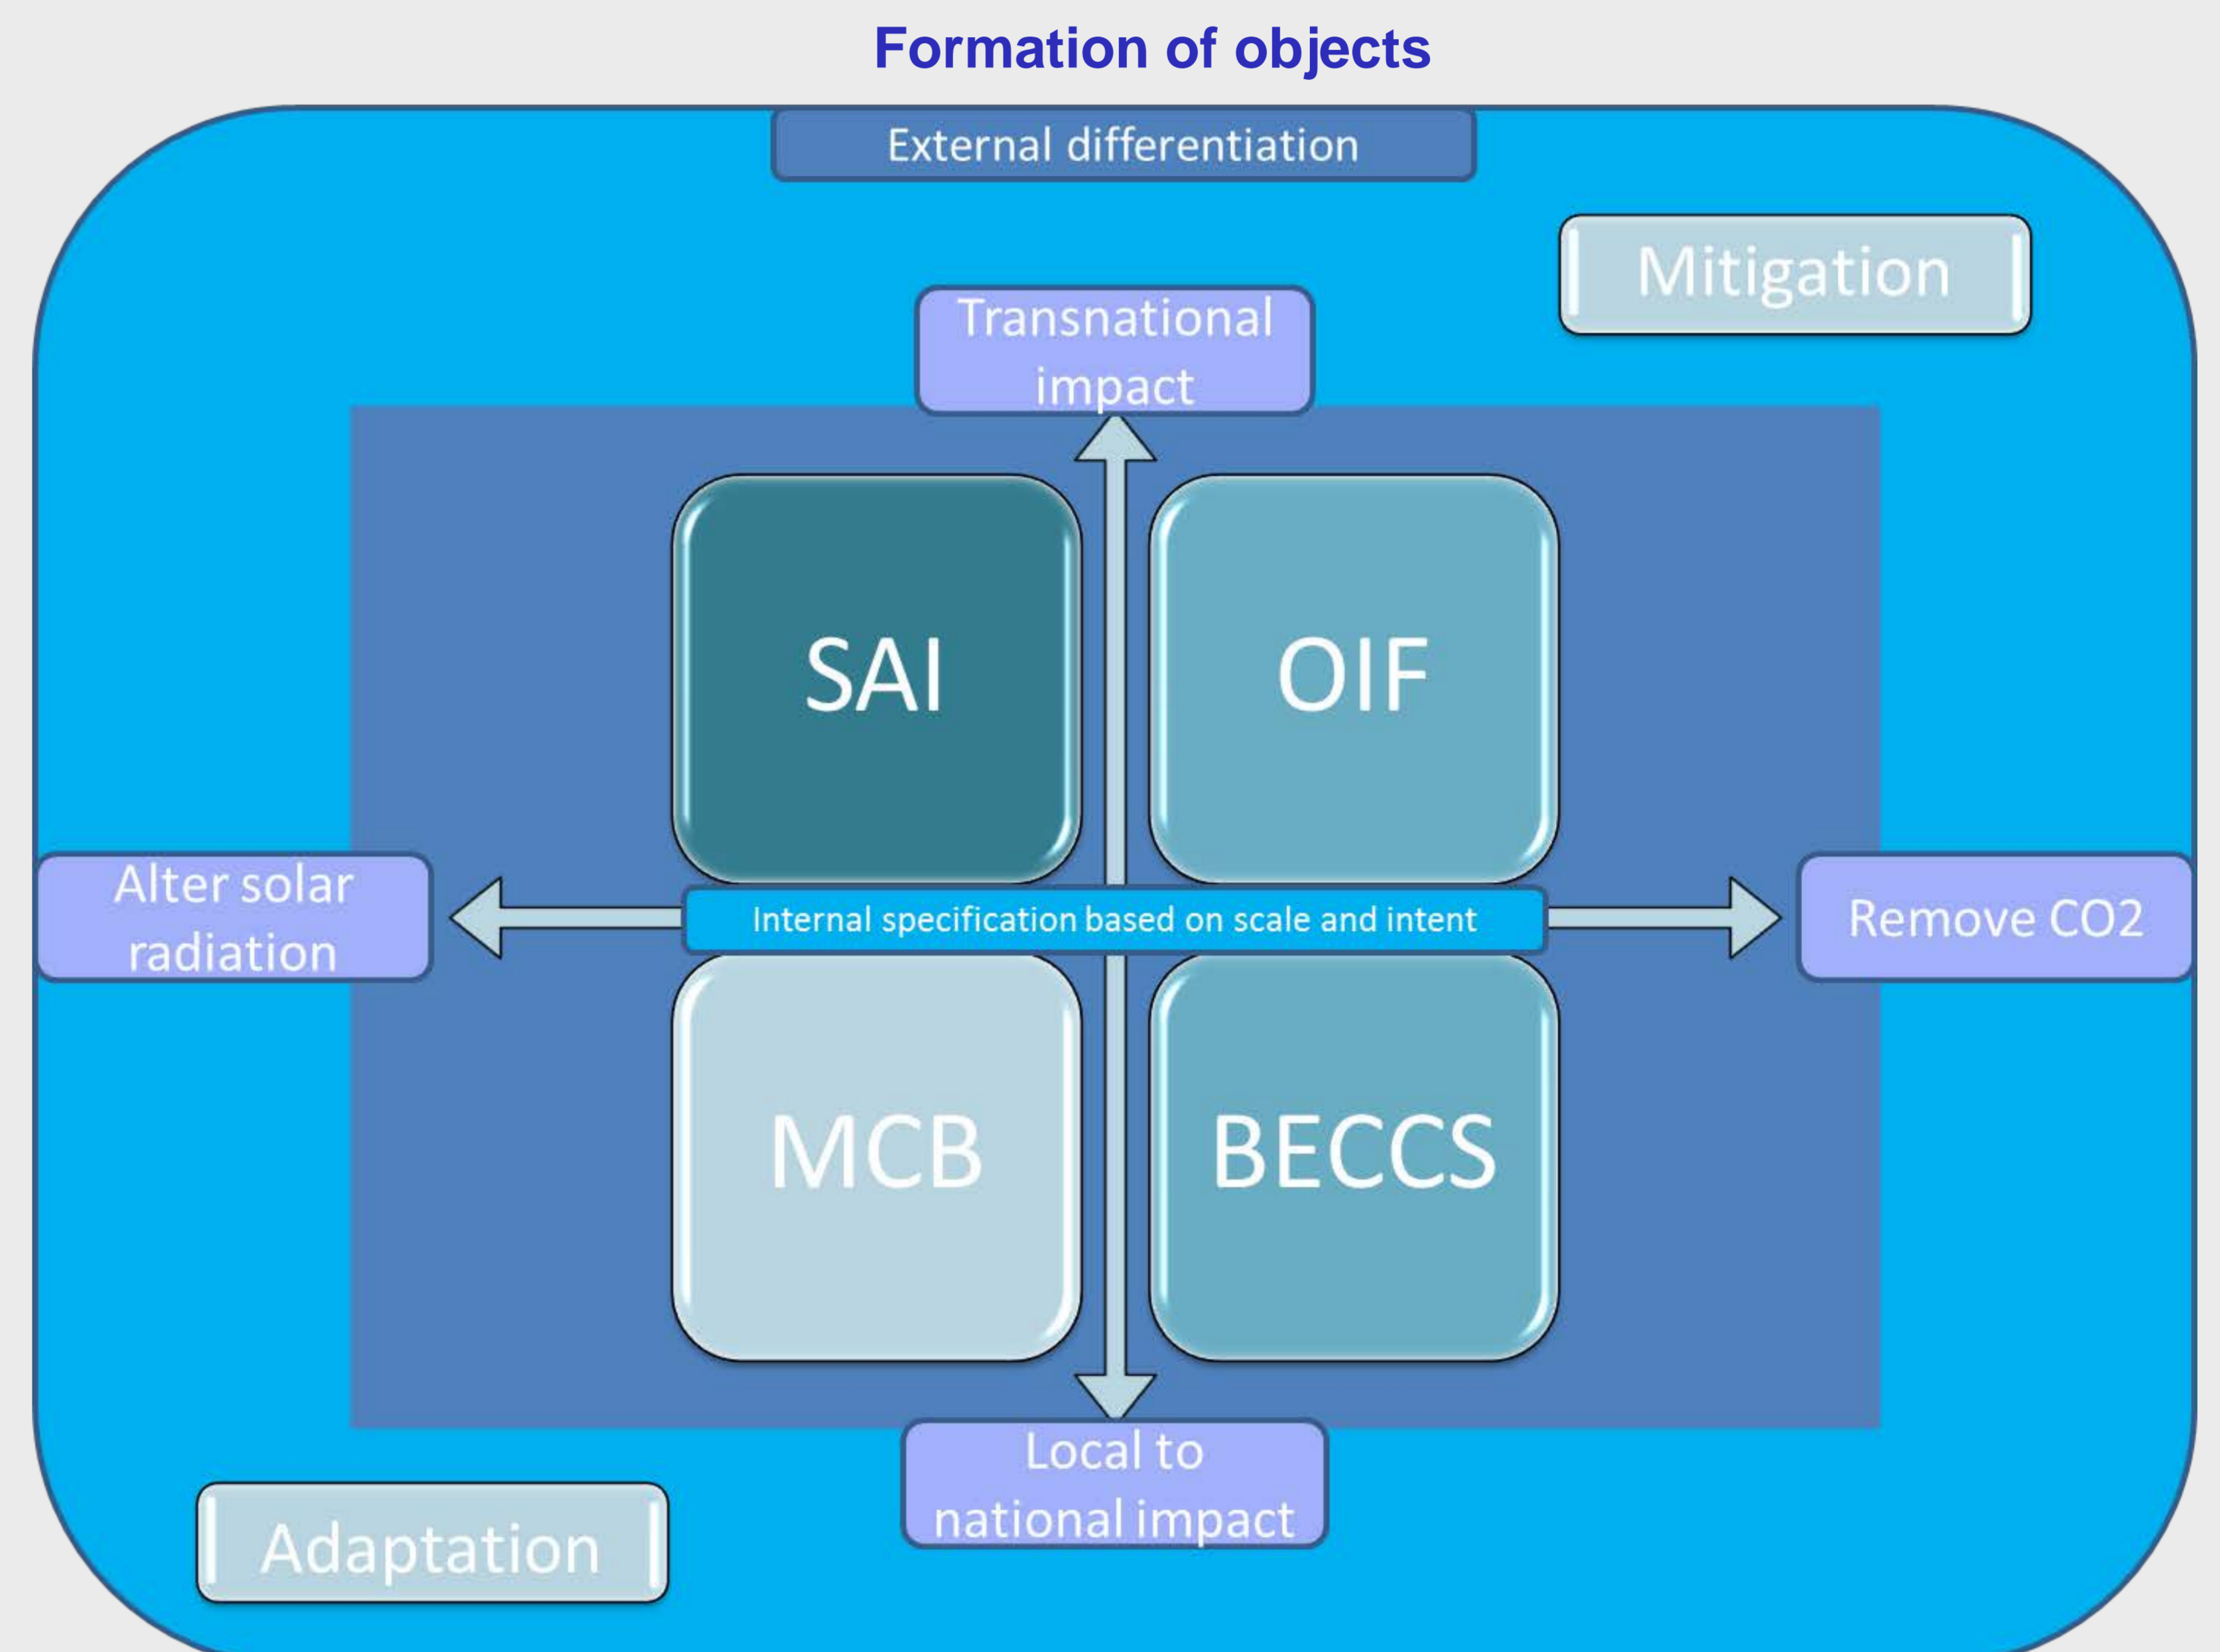 Formation of objects
External differentiation
Mitigation
Transnational
impact
SAI
OIF
Alter solar
radiation
Internal specification based on scale and intent
Remove CO2
MCB
BECCS
Local to
national impact
Adaptation